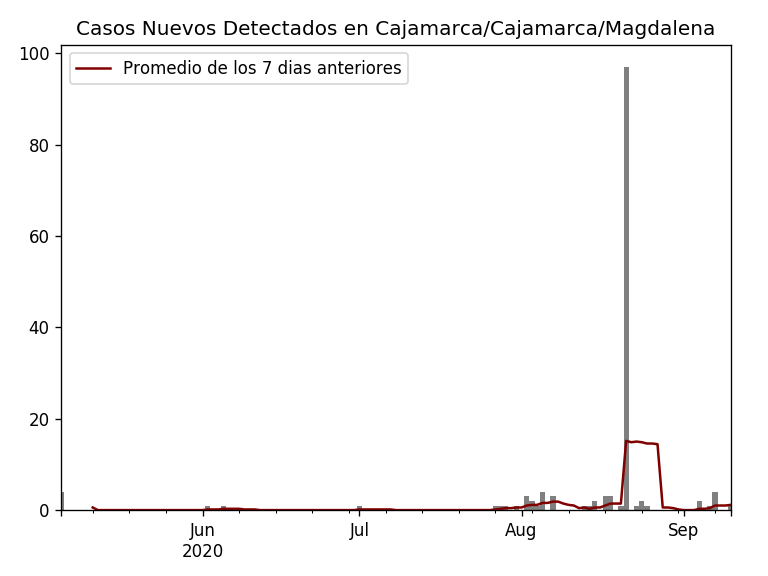 Casos Nuevos Detectados en Cajamarca/Cajamarca/Magdalena
Promedio de los 7 dias anteriores
100
80
60
40
20
0
Jun Jul Aug Sep
2020